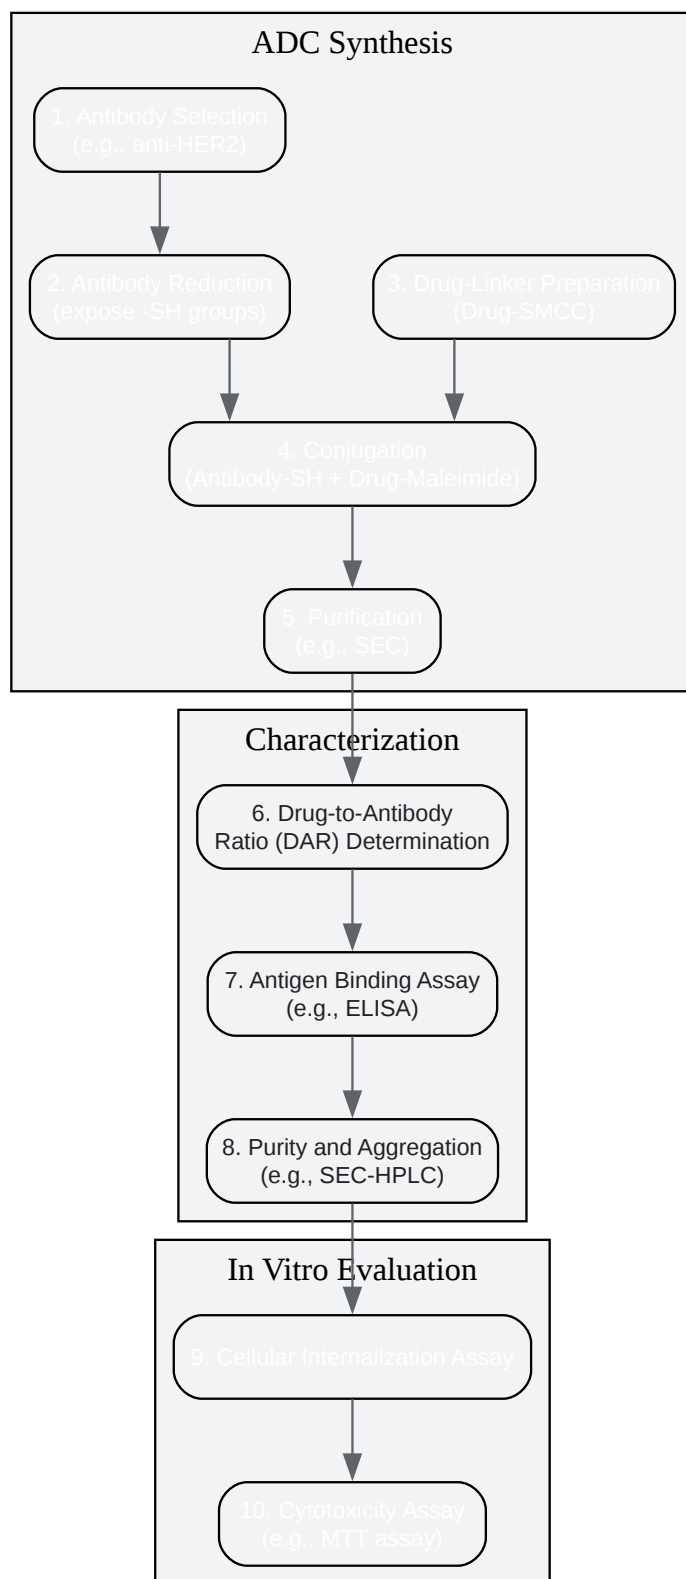 ADC Synthesis
1. Antibody Selection
(e.g., anti-HER2)
2. Antibody Reduction
(expose -SH groups)
3. Drug-Linker Preparation
(Drug-SMCC)
4. Conjugation
(Antibody-SH + Drug-Maleimide)
5. Purification
(e.g., SEC)
Characterization
6. Drug-to-Antibody
Ratio (DAR) Determination
7. Antigen Binding Assay
(e.g., ELISA)
8. Purity and Aggregation
(e.g., SEC-HPLC)
In Vitro Evaluation
9. Cellular Internalization Assay
10. Cytotoxicity Assay
(e.g., MTT assay)